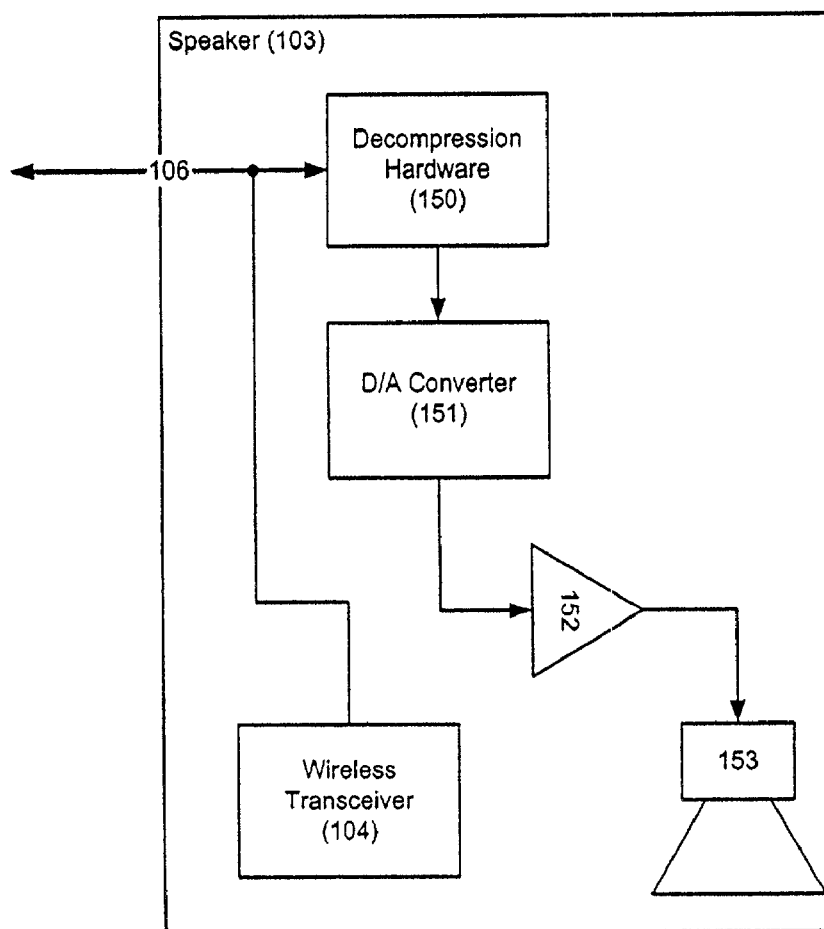 Speaker (103)
106
Decompression
Hardware
(150)
D/A Converter
(151)
152
153
Wireless
Transceiver
(104)